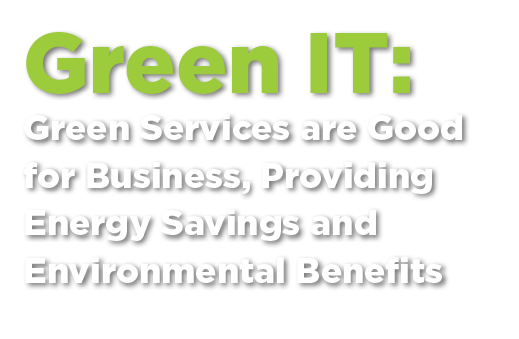 Green IT:
Green Services are Good
for Business, Providing
Energy Savings and
Environmental Benefits